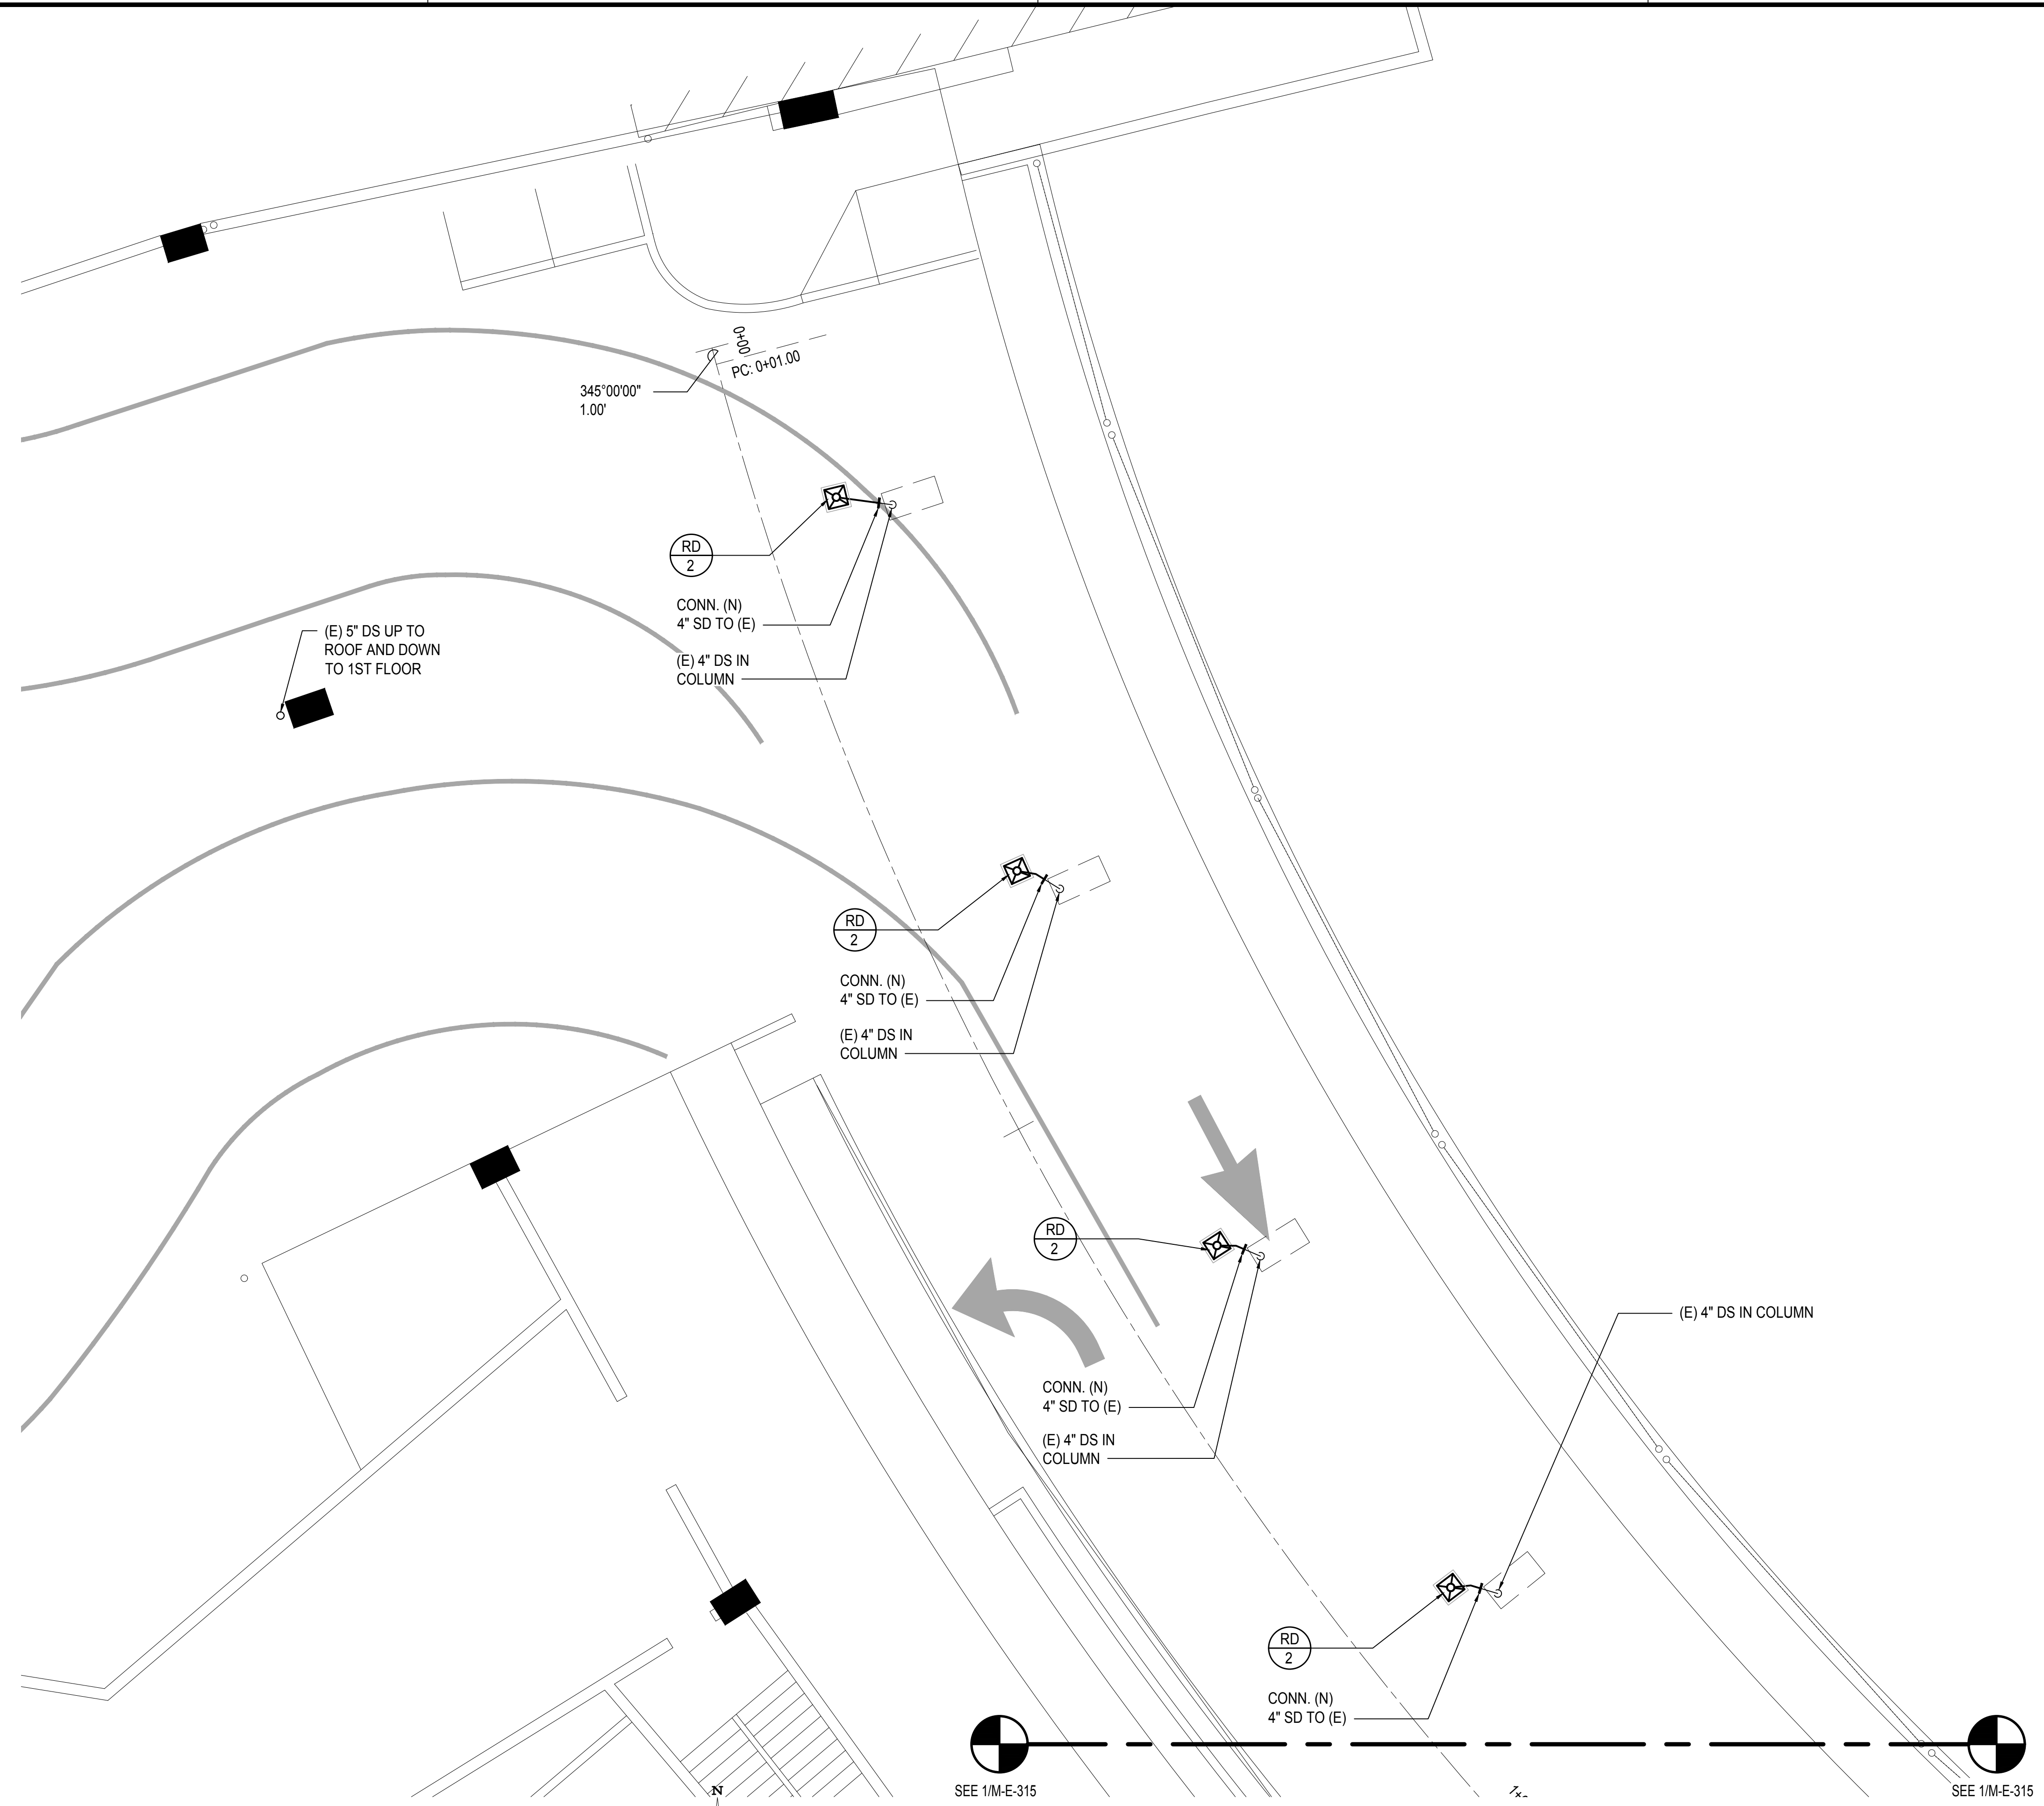 0+00
PC: 0+01.00
345°00'00"
1.00'
RD
2
CONN. (N)
4" SD TO (E)
(E) 4" DS IN
COLUMN
(E) 5" DS UP TO
ROOF AND DOWN
TO 1ST FLOOR
RD
2
CONN. (N)
4" SD TO (E)
(E) 4" DS IN
COLUMN
RD
2
(E) 4" DS IN COLUMN
CONN. (N)
4" SD TO (E)
(E) 4" DS IN
COLUMN
RD
2
CONN. (N)
4" SD TO (E)
N
SEE 1/M-E-315
SEE 1/M-E-315